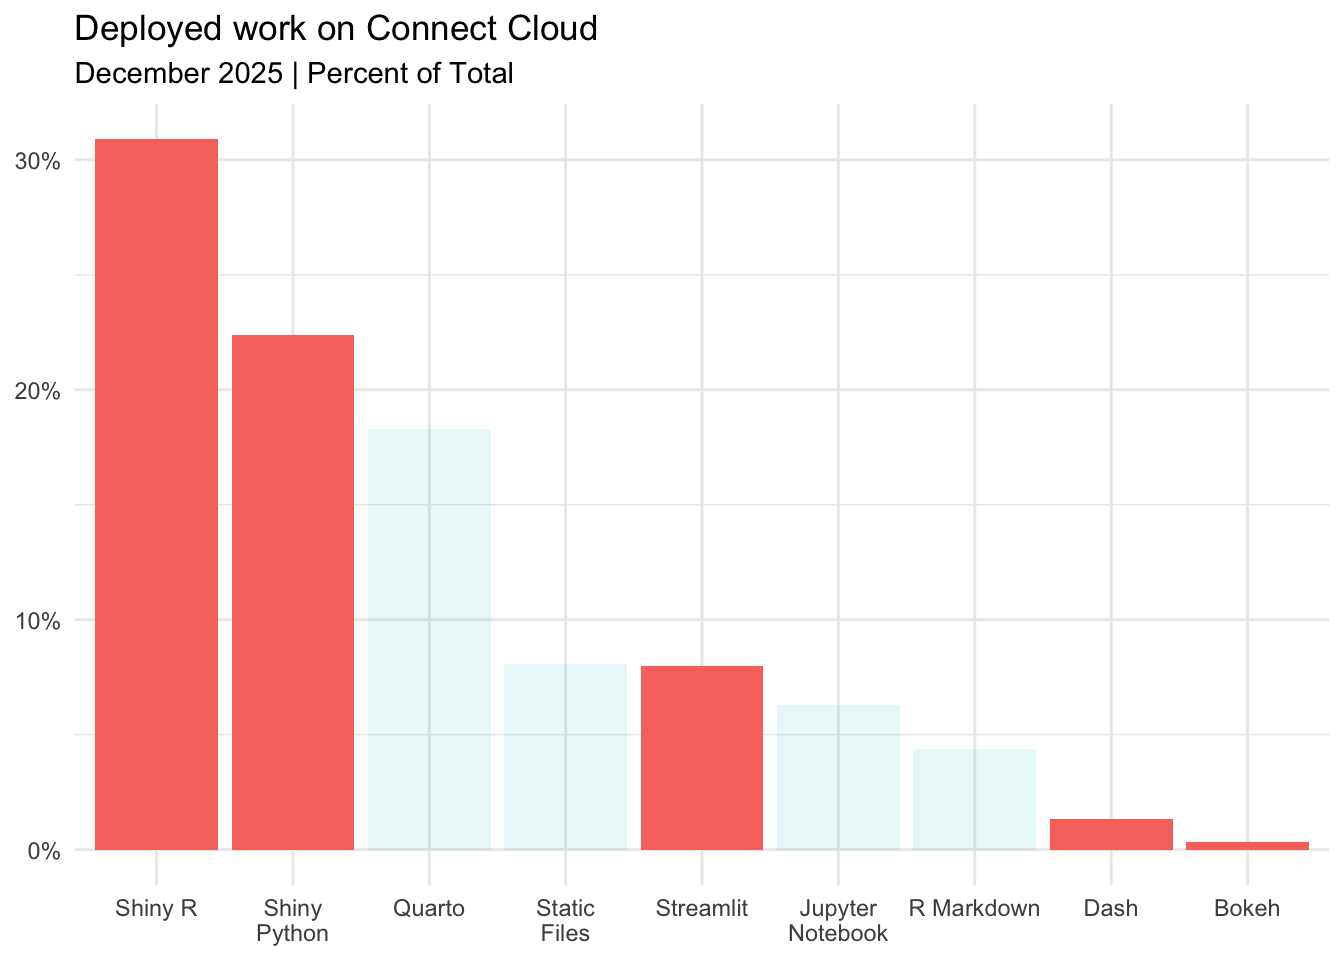 Deployed work on Connect Cloud
December 2025 | Percent of Total
30%
20%
10%
0%
Shiny R
Shiny
Python
Quarto
Static
Files
Streamlit
Jupyter
Notebook
R Markdown
Dash
Bokeh